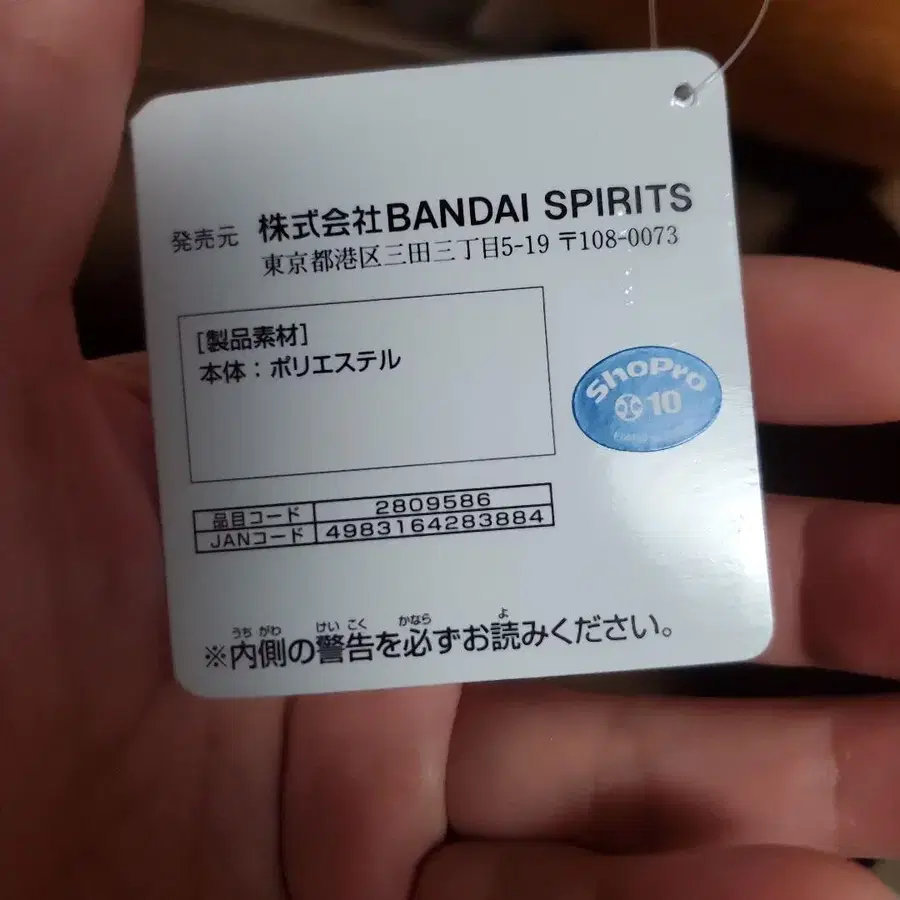 発売元 株式会社BANDAI SPIRITS
東京都港区三田三丁目5-19 〒108-0073
[製品素材]
本体:ポリエステル
ShoPro
10
品目コード 2809586
JANコード 4983164283884
うち がわ けい こく かなら よ
※内側の警告を必ずお読みください。